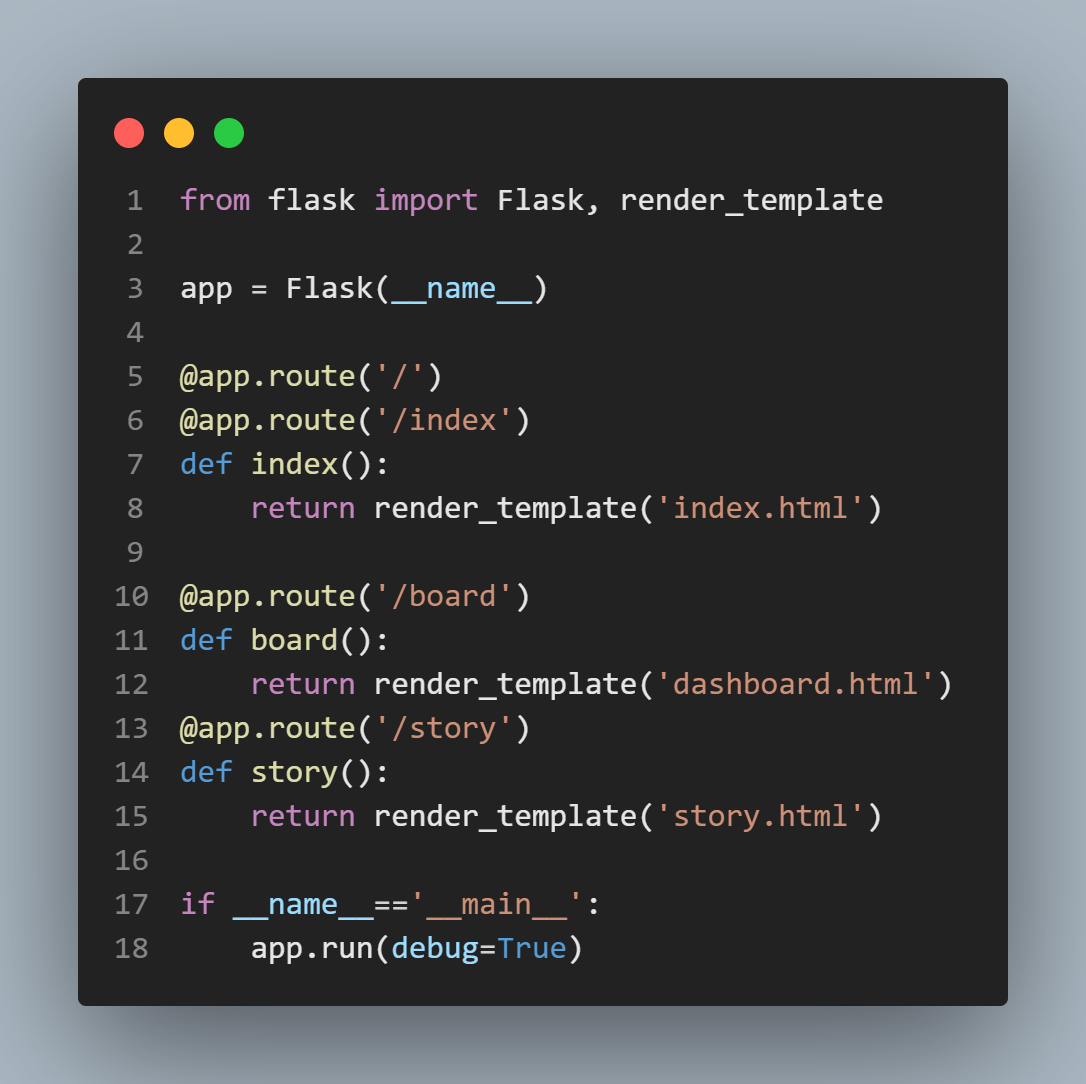 1 from flask import Flask, render_template
2
3 app = Flask(__name__)
4
5 @app.route('/')
6 @app.route('/index')
7 def index():
8     return render_template('index.html')
9
10 @app.route('/board')
11 def board():
12     return render_template('dashboard.html')
13 @app.route('/story')
14 def story():
15     return render_template('story.html')
16
17 if __name__=='__main__':
18     app.run(debug=True)